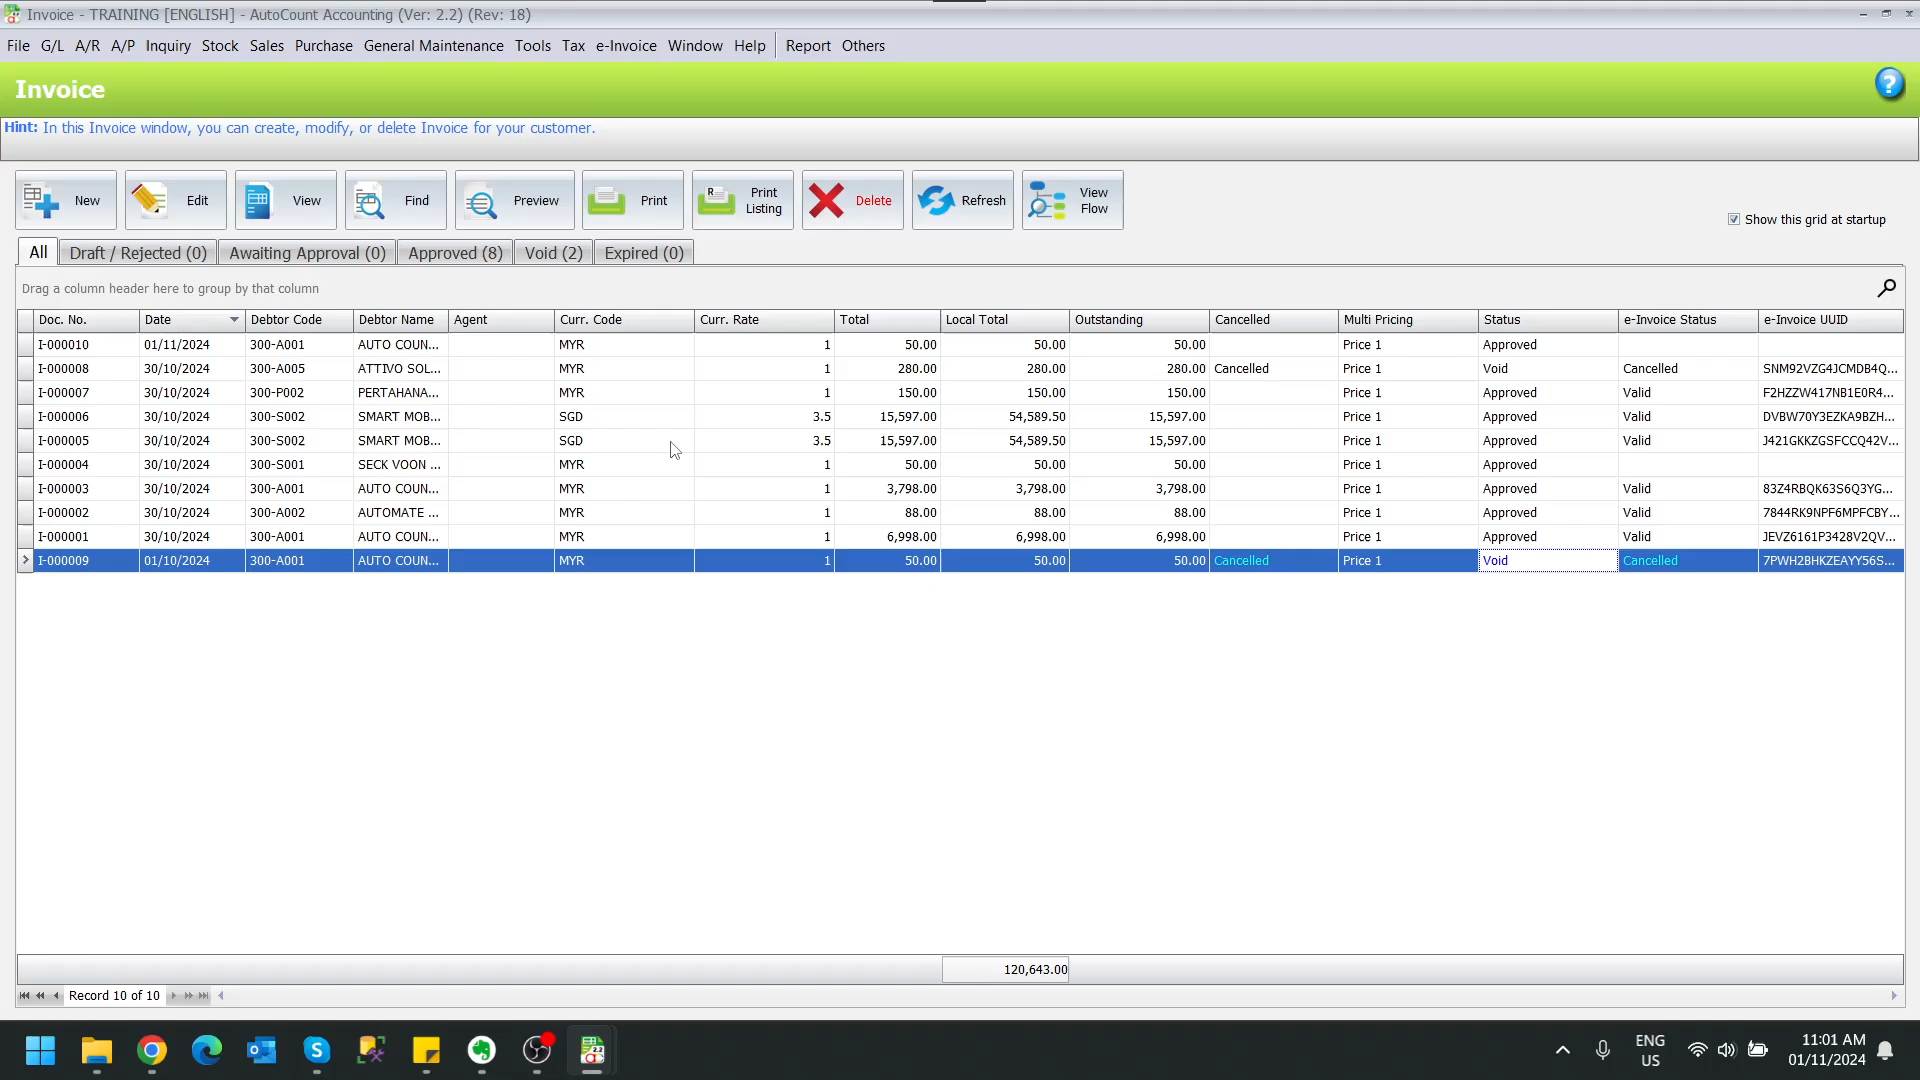 Invoice - TRAINING [ENGLISH] - AutoCount Accounting (Ver: 2.2) (Rev: 18)
File G/L A/R A/P Inquiry Stock Sales Purchase General Maintenance Tools Tax e-Invoice Window Help Report Others
Invoice
Hint: In this Invoice window, you can create, modify, or delete Invoice for your customer.
New Edit View Find Preview Print Print Listing Delete Refresh View Flow
Show this grid at startup
All Draft / Rejected (0) Awaiting Approval (0) Approved (8) Void (2) Expired (0)
Drag a column header here to group by that column
Doc. No. Date Debtor Code Debtor Name Agent Curr. Code Curr. Rate Total Local Total Outstanding Cancelled Multi Pricing Status e-Invoice Status e-Invoice UUID
I-000010 01/11/2024 300-A001 AUTO COUN... MYR 1 50.00 50.00 50.00 Price 1 Approved
I-000008 30/10/2024 300-A005 ATTIVO SOL... MYR 1 280.00 280.00 280.00 Cancelled Price 1 Void Cancelled SNM92VZG4JCMDB4Q...
I-000007 30/10/2024 300-P002 PERTAHANA... MYR 1 150.00 150.00 150.00 Price 1 Approved Valid F2HZZW417NB1E0R4...
I-000006 30/10/2024 300-S002 SMART MOB... SGD 3.5 15,597.00 54,589.50 15,597.00 Price 1 Approved Valid DVBW70Y3EZKA9BZH...
I-000005 30/10/2024 300-S002 SMART MOB... SGD 3.5 15,597.00 54,589.50 15,597.00 Price 1 Approved Valid J421GKKZGSFCCQ42V...
I-000004 30/10/2024 300-S001 SECK VOON ... MYR 1 50.00 50.00 50.00 Price 1 Approved
I-000003 30/10/2024 300-A001 AUTO COUN... MYR 1 3,798.00 3,798.00 3,798.00 Price 1 Approved Valid 83Z4RBQK63S6Q3YG...
I-000002 30/10/2024 300-A002 AUTOMATE ... MYR 1 88.00 88.00 88.00 Price 1 Approved Valid 7844RK9NPF6MPFCBY...
I-000001 30/10/2024 300-A001 AUTO COUN... MYR 1 6,998.00 6,998.00 6,998.00 Price 1 Approved Valid JEVZ6161P3428V2QV...
I-000009 01/10/2024 300-A001 AUTO COUN... MYR 1 50.00 50.00 50.00 Cancelled Price 1 Void Cancelled 7PWH2BHKZEAYY56S...
120,643.00
Record 10 of 10
ENG
US
11:01 AM
01/11/2024